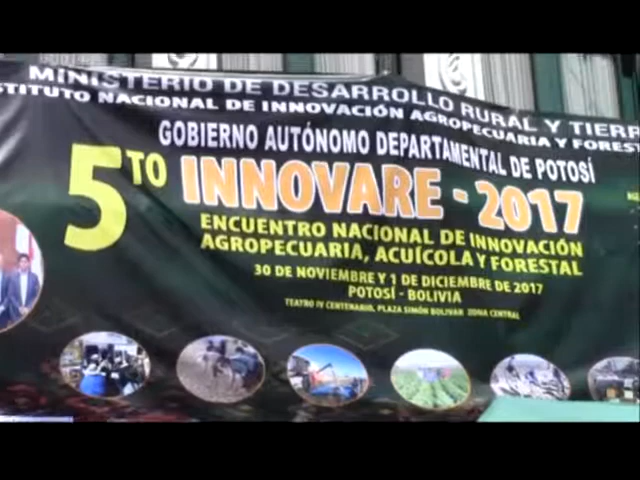 MINISTERIO DE DESARROLLO RURAL Y TIERR
STITUTO NACIONAL DE INNOVACIÓN AGROPECUARIA Y FOREST
GOBIERNO AUTÓNOMO DEPARTAMENTAL DE POTOSÍ
5TO INNOVARE - 2017
ENCUENTRO NACIONAL DE INNOVACIÓN
AGROPECUARIA, ACUÍCOLA Y FORESTAL
30 DE NOVIEMBRE Y 1 DE DICIEMBRE DE 2017
POTOSÍ - BOLIVIA
TEATRO IV CENTENARIO, PLAZA SIMÓN BOLIVAR ZONA CENTRAL